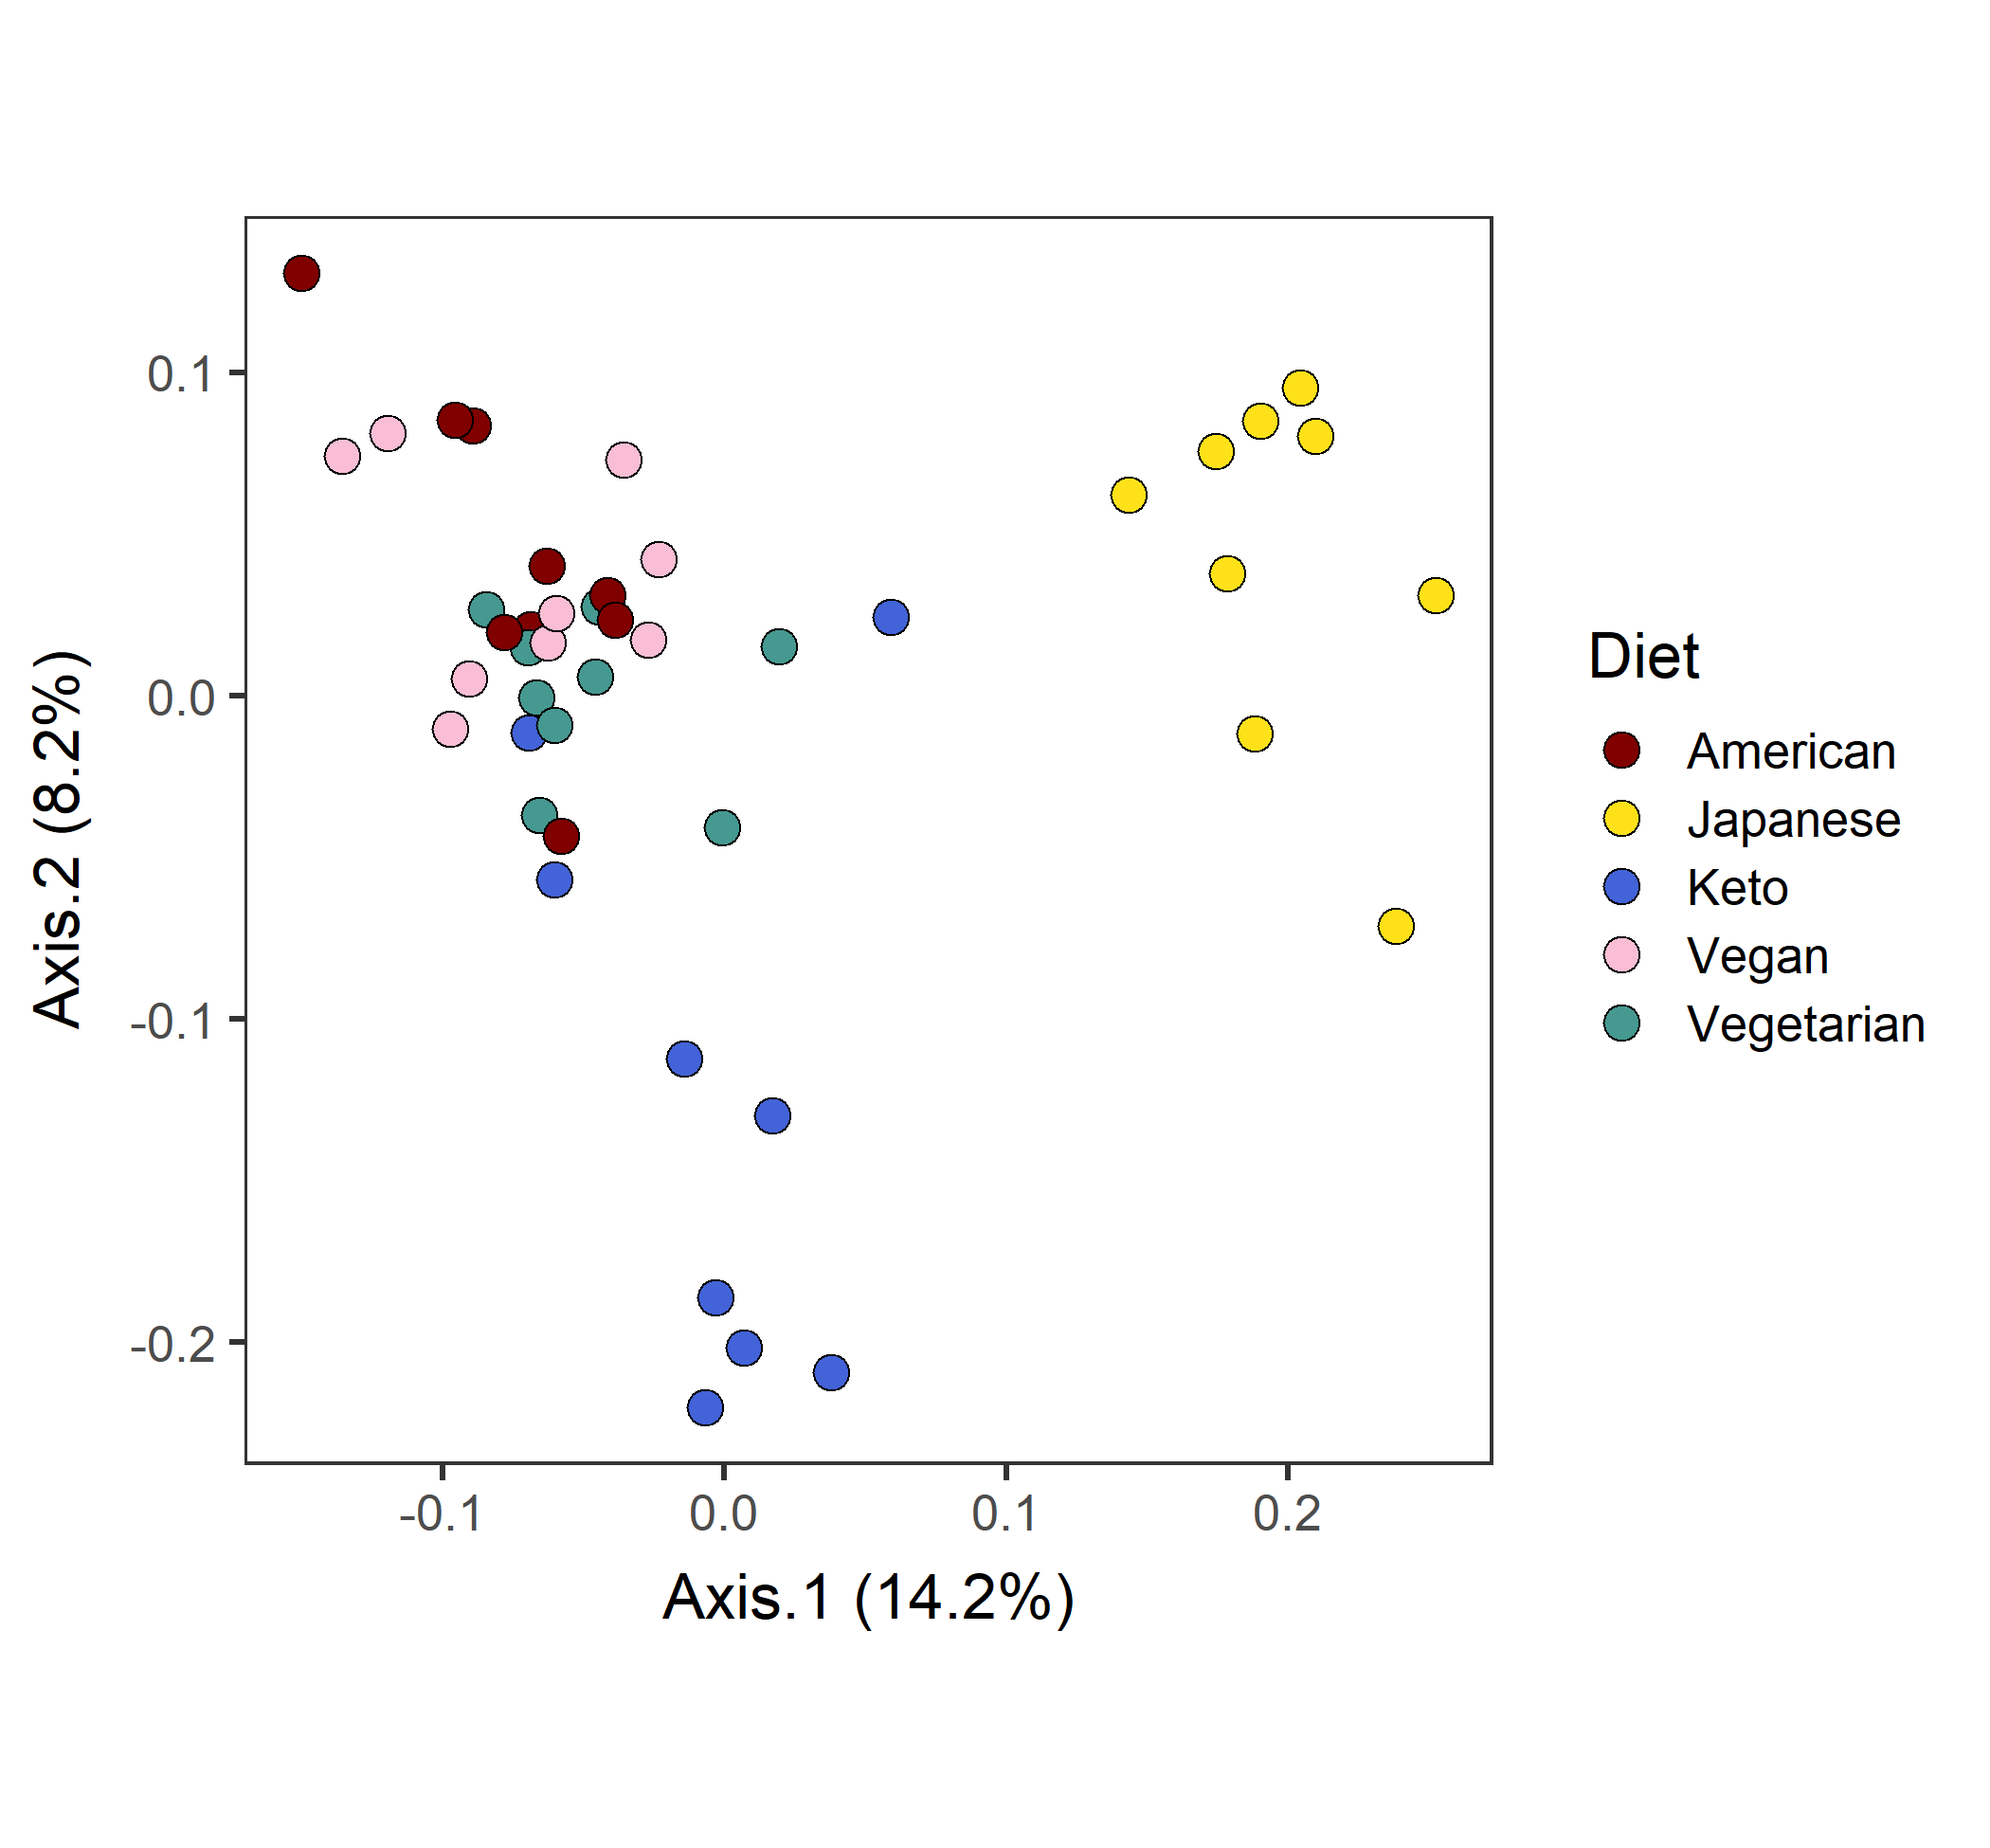 0.1
0.0
-0.1
-0.2
Axis.2 (8.2%)
-0.1 0.0 0.1 0.2
Axis.1 (14.2%)
Diet
American
Japanese
Keto
Vegan
Vegetarian